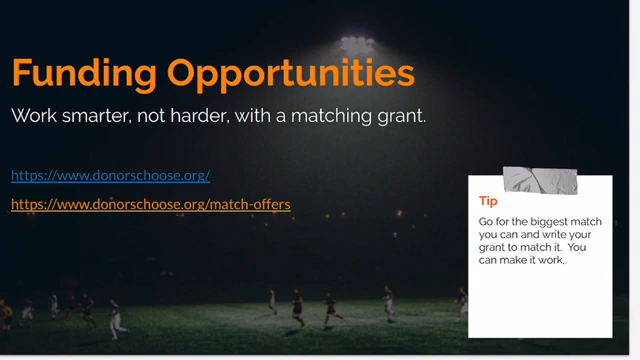 Funding Opportunities
Work smarter, not harder, with a matching grant.
https://www.donorschoose.org/
https://www.donorschoose.org/match-offers
Tip
Go for the biggest match
you can and write your
grant to match it.  You
can make it work,.